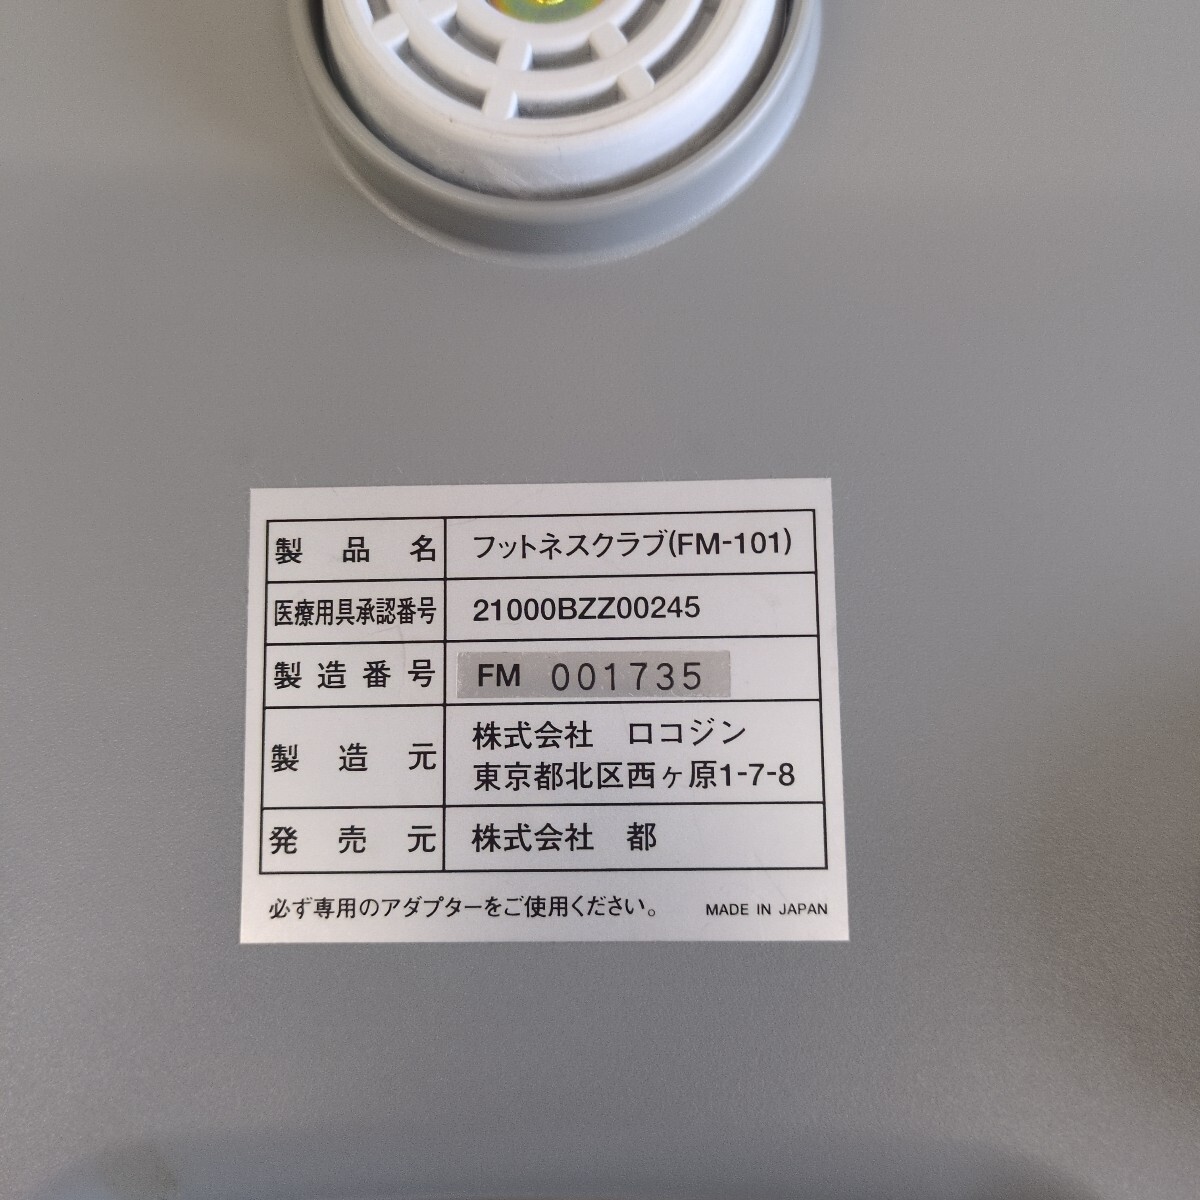 製品名 フットネスクラブ(FM-101)
医療用具承認番号 21000BZZ00245
製造番号 FM 001735
製造元 株式会社 ロコジン
東京都北区西ヶ原1-7-8
発売元 株式会社 都
必ず専用のアダプターをご使用ください。 MADE IN JAPAN